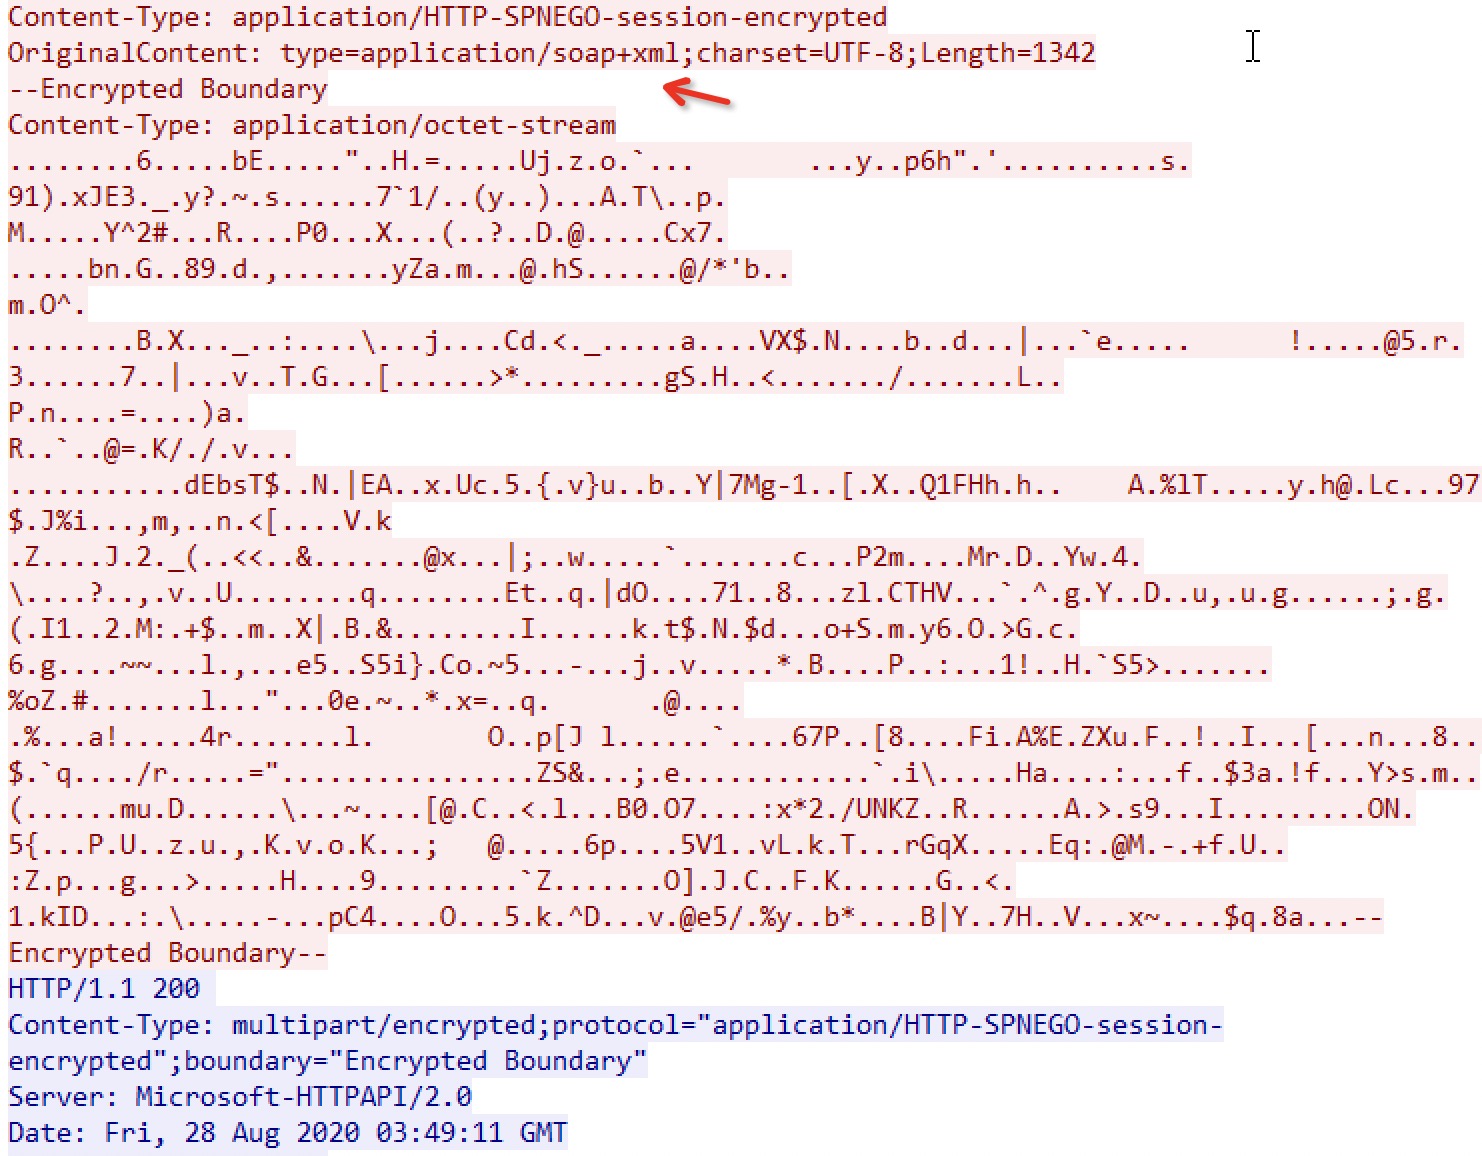 Content-Type: application/HTTP-SPNEGO-session-encrypted
OriginalContent: type=application/soap+xml;charset=UTF-8;Length=1342
--Encrypted Boundary
Content-Type: application/octet-stream
........6.....bE....."..H.=.....Uj.z.o.`...       ...y..p6h".'..........s.
91).xJE3._.y?.~.s......7`1/..(y..)...A.T\..p.
M.....Y^2#...R....P0...X...(..?..D.@.....Cx7.
.....bn.G..89.d.,.......yZa.m...@.hS......@/*'b..
m.O^.
........B.X..._..:....\...j....Cd.<._.....a....VX$.N....b..d...|...`e.....      !.....@5.r.
3......7..|...v..T.G...[......>*.........gS.H..<......./.......L..
P.n....=....)a.
R..`..@=.K/./.v...
...........dEbsT$..N.|EA..x.Uc.5.{.v}u..b..Y|7Mg-1..[.X..Q1FHh.h..    A.%lT.....y.h@.Lc...97
$.J%i...,m,..n.<[....V.k
.Z....J.2._(..<<..&.......@x...|;..w.....`.......c...P2m....Mr.D..Yw.4.
\....?..,.v..U........q........Et..q.|dO....71..8...zl.CTHV...`.^.g.Y..D..u,.u.g......;.g.
(.I1..2.M:.+$..m..X|.B.&........I......k.t$.N.$d...o+S.m.y6.O.>G.c.
6.g....~~...l.,...e5..S5i}.Co.~5...-...j..v.....*.B....P..:...1!..H.`S5>.......
%oZ.#.......l..."...0e.~..*.x=..q.      .@....
.%...a!.....4r.......l.       O..p[J l......`....67P..[8....Fi.A%E.ZXu.F..!..I...[...n...8..
$.`q..../r.....="................ZS&...;.e............`.i\.....Ha....:...f..$3a.!f...Y>s.m..
(......mu.D......\...~....[@.C..<.l...B0.O7....:x*2./UNKZ..R......A.>.s9...I.........ON.
5{...P.U..z.u.,.K.v.o.K...;   @.....6p....5V1..vL.k.T...rGqX.....Eq:.@M.-.+f.U..
:Z.p...g...>.....H....9.........`Z.......O].J.C..F.K......G..<.
1.kID...:.\.....-...pC4....O...5.k.^D...v.@e5/.%y..b*....B|Y..7H..V...x~....$q.8a...--
Encrypted Boundary--
HTTP/1.1 200
Content-Type: multipart/encrypted;protocol="application/HTTP-SPNEGO-session-
encrypted";boundary="Encrypted Boundary"
Server: Microsoft-HTTPAPI/2.0
Date: Fri, 28 Aug 2020 03:49:11 GMT